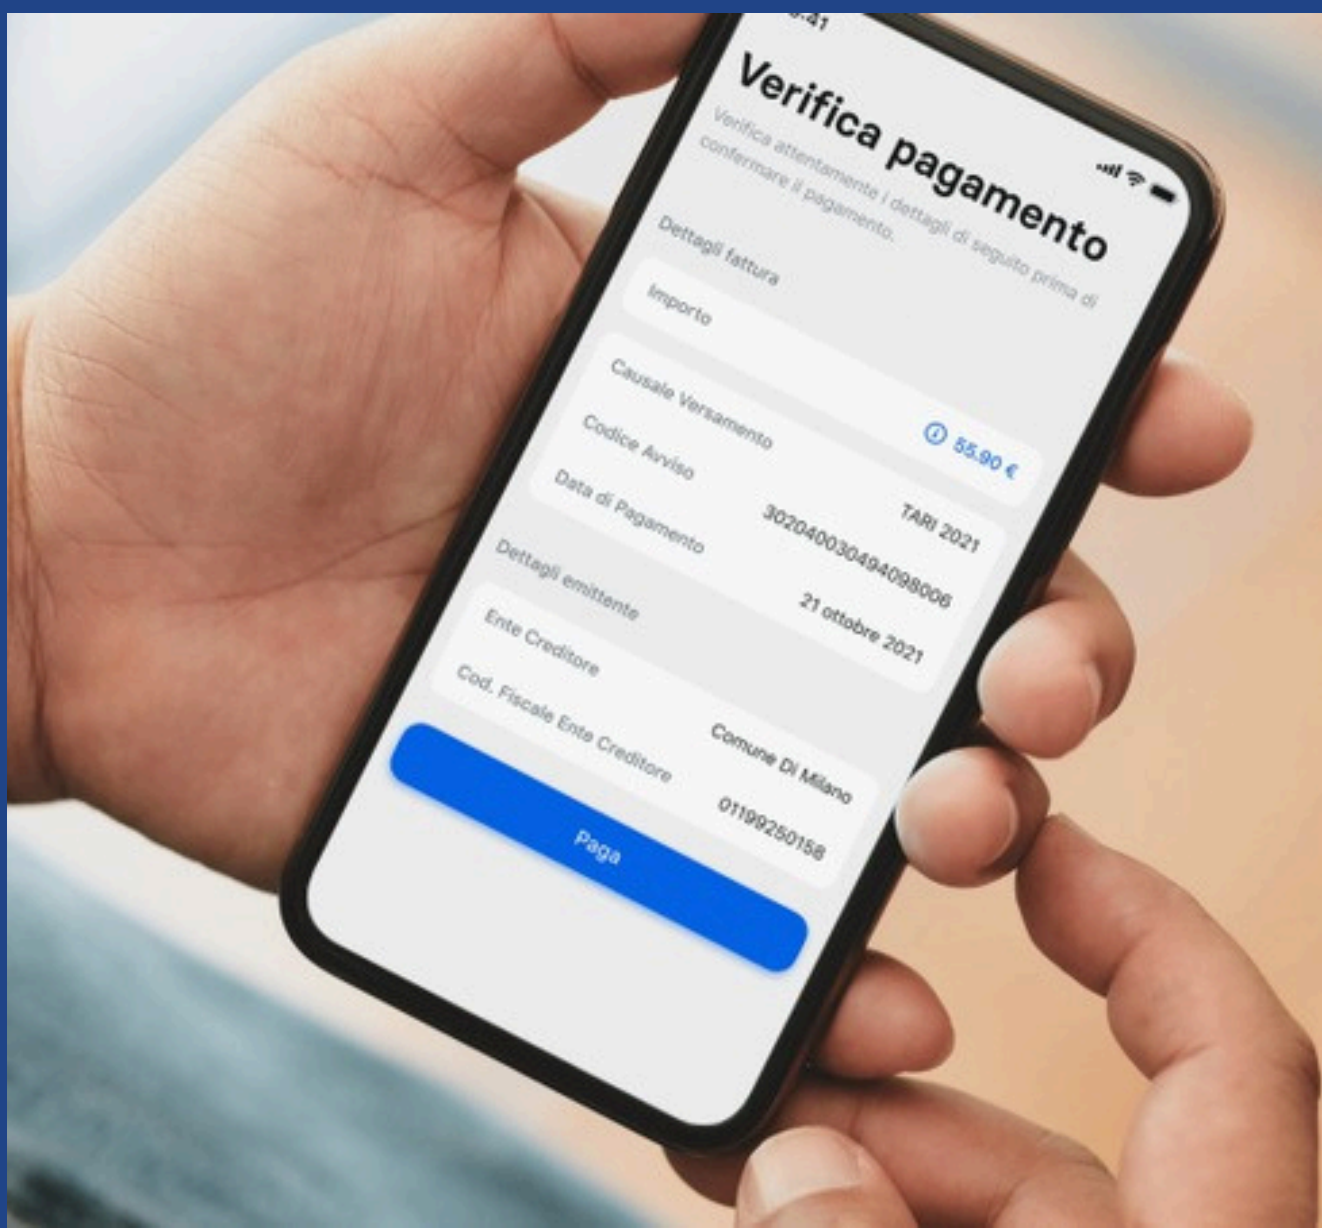 Verifica pagamento
Verifica attentamente i dettagli di seguito prima di
confermare il pagamento.
Dettagli fattura
Importo
55.90 €
Causale Versamento
TARI 2021
Codice Avviso
302040030494098006
Data di Pagamento
21 ottobre 2021
Dettagli emittente
Ente Creditore
Comune Di Milano
Cod. Fiscale Ente Creditore
01199250158
Paga